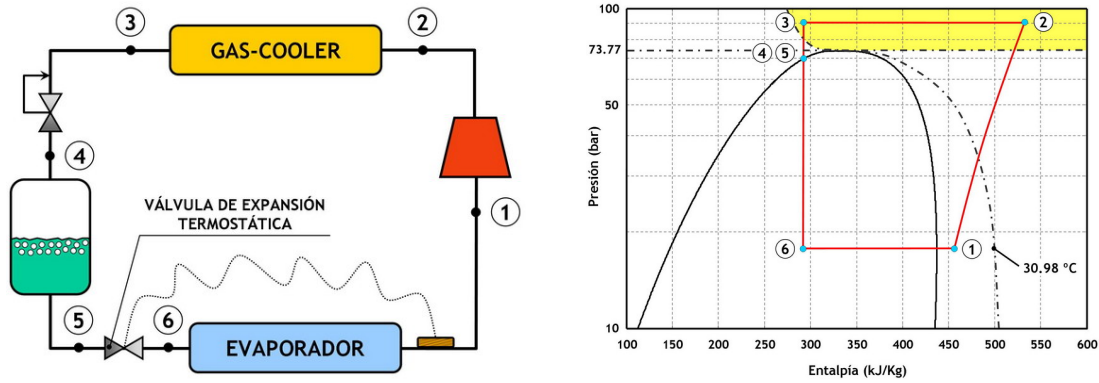 3
2
GAS-COOLER
4
1
VÁLVULA DE EXPANSIÓN
TERMOSTÁTICA
5
6
EVAPORADOR
100
73.77
50
10
Presión (bar)
3
2
4 5
6
1
30.98 ºC
100 150 200 250 300 350 400 450 500 550 600
Entalpía (kJ/Kg)